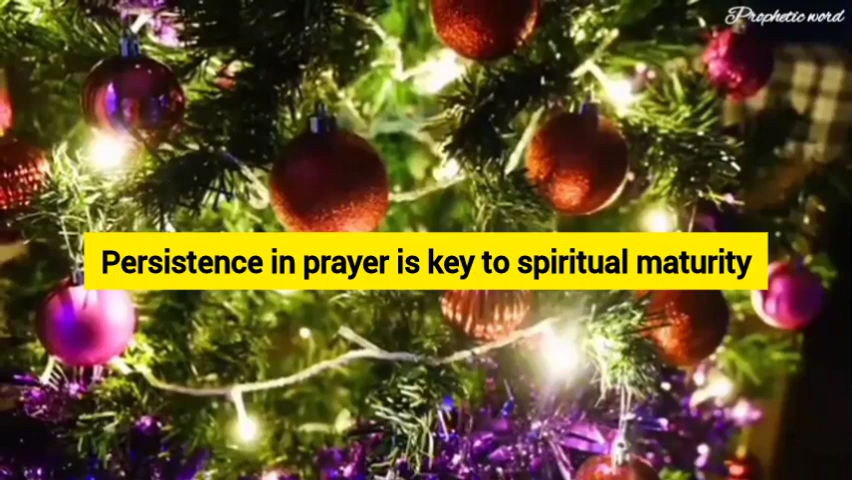 Prophetic word
Persistence in prayer is key to spiritual maturity